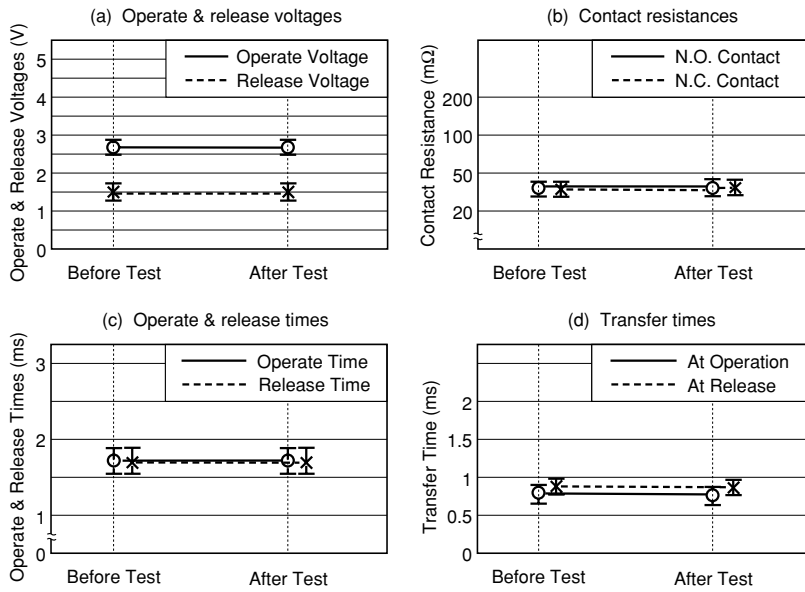 (a) Operate & release voltages
Operate & Release Voltages (V)
5
4
3
2
1
0
Operate Voltage
Release Voltage
Before Test
After Test
(b) Contact resistances
Contact Resistance (mΩ)
200
100
50
20
N.O. Contact
N.C. Contact
Before Test
After Test
(c) Operate & release times
Operate & Release Times (ms)
3
2
1
0
Operate Time
Release Time
Before Test
After Test
(d) Transfer times
Transfer Time (ms)
2
1.5
1
0.5
0
At Operation
At Release
Before Test
After Test